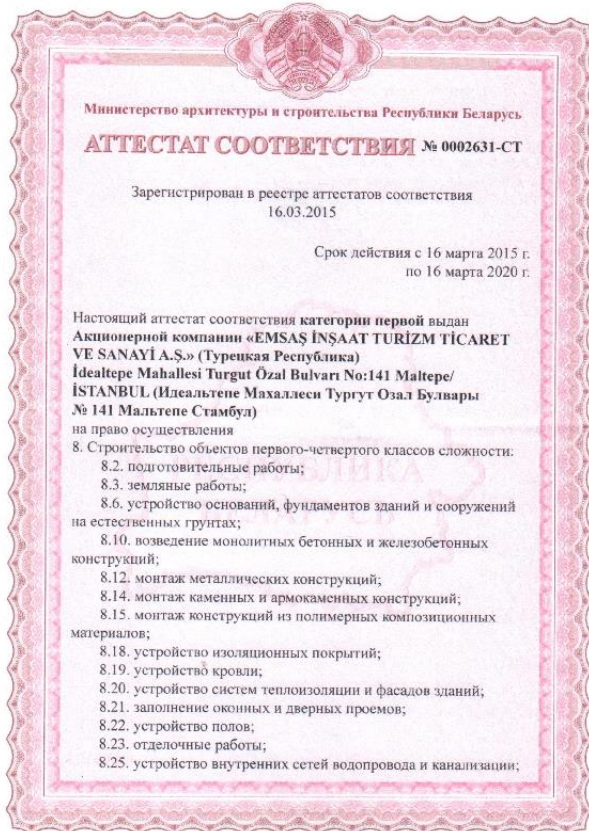 Министерство архитектуры и строительства Республики Беларусь
АТТЕСТАТ СООТВЕТСТВИЯ № 0002631-СТ
Зарегистрирован в реестре аттестатов соответствия
16.03.2015
Срок действия с 16 марта 2015 г.
по 16 марта 2020 г.
Настоящий аттестат соответствия категории первой выдан
Акционерной компании «EMSAŞ İNŞAAT TURİZM TİCARET
VE SANAYİ A.Ş.» (Турецкая Республика)
İdealtepe Mahallesi Turgut Özal Bulvarı No:141 Maltepe/
İSTANBUL (Идеальтепе Махаллеси Тургут Озал Булвары
№ 141 Мальтепе Стамбул)
на право осуществления
8. Строительство объектов первого-четвертого классов сложности:
8.2. подготовительные работы;
8.3. земляные работы;
8.6. устройство оснований, фундаментов зданий и сооружений
на естественных грунтах;
8.10. возведение монолитных бетонных и железобетонных
конструкций;
8.12. монтаж металлических конструкций;
8.14. монтаж каменных и армокаменных конструкций;
8.15. монтаж конструкций из полимерных композиционных
материалов;
8.18. устройство изоляционных покрытий;
8.19. устройство кровли;
8.20. устройство систем теплоизоляции и фасадов зданий;
8.21. заполнение оконных и дверных проемов;
8.22. устройство полов;
8.23. отделочные работы;
8.25. устройство внутренних сетей водопровода и канализации;